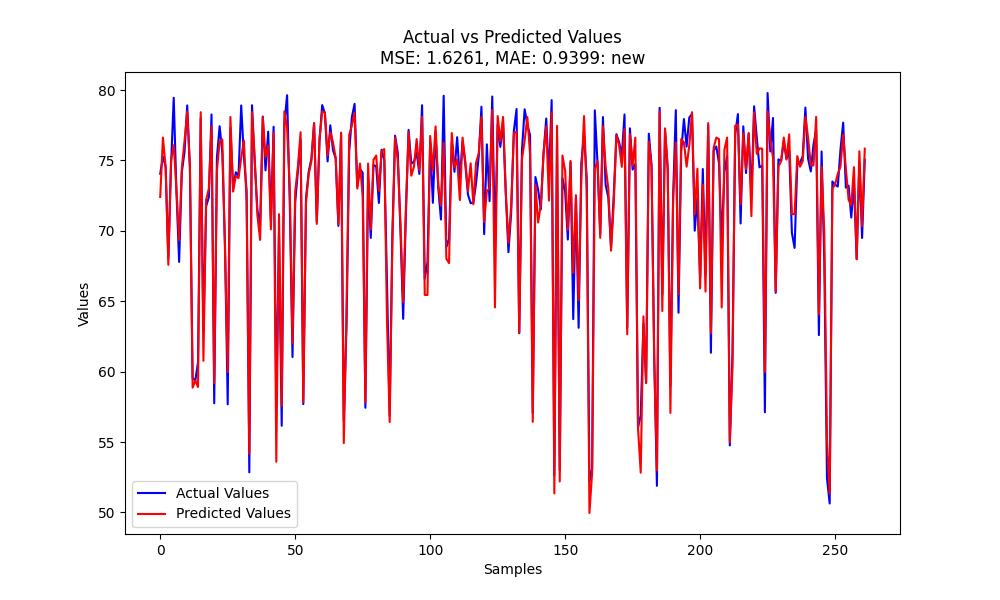 Actual vs Predicted Values
MSE: 1.6261, MAE: 0.9399: new
80
75
70
65
60
55
50
Values
Actual Values
Predicted Values
0 50 100 150 200 250
Samples